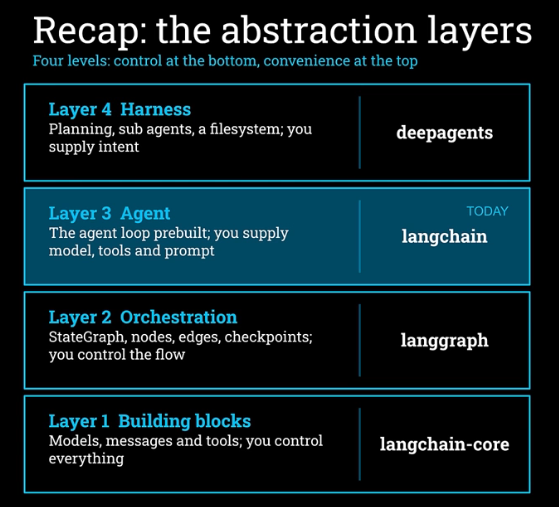 Recap: the abstraction layers
Four levels: control at the bottom, convenience at the top
Layer 4 Harness
Planning, sub agents, a filesystem; you
supply intent
deepagents
Layer 3 Agent
The agent loop prebuilt; you supply
model, tools and prompt
TODAY
langchain
Layer 2 Orchestration
StateGraph, nodes, edges, checkpoints;
you control the flow
langgraph
Layer 1 Building blocks
Models, messages and tools; you control
everything
langchain-core